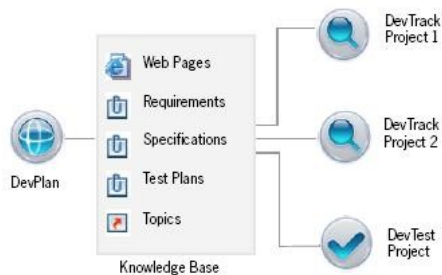 DevPlan
Web Pages
Requirements
Specifications
Test Plans
Topics
Knowledge Base
DevTrack
Project 1
DevTrack
Project 2
DevTest
Project